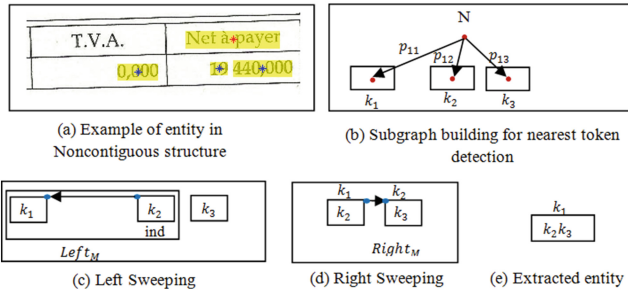 T.V.A.
Net à payer
0,000
19 440,000
(a) Example of entity in
Noncontiguous structure
N
p₁₁
p₁₂
p₁₃
k₁
k₂
k₃
(b) Subgraph building for nearest token
detection
k₁
k₂
k₃
ind
Left_M
(c) Left Sweeping
k₁
k₂
k₂
k₃
Right_M
(d) Right Sweeping
k₁
k₂k₃
(e) Extracted entity